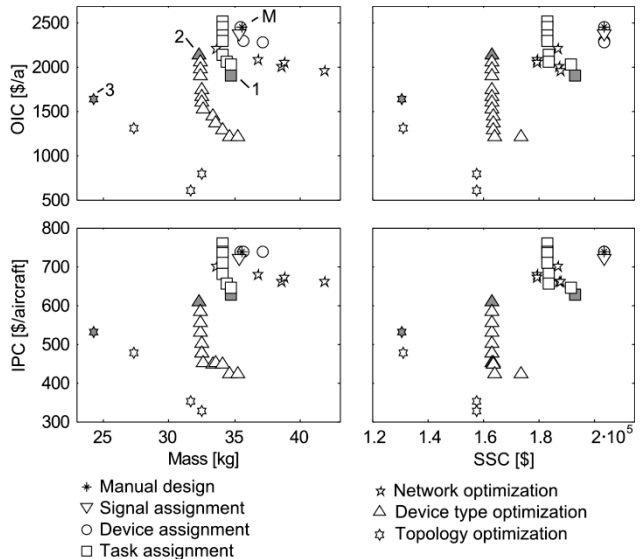 2500
2000
1500
1000
500
OIC [$/a]
M
2
1
3
800
700
600
500
400
300
IPC [$/aircraft]
25 30 35 40
Mass [kg]
1.2 1.4 1.6 1.8 2·10⁵
SSC [$]
Manual design
Signal assignment
Device assignment
Task assignment
Network optimization
Device type optimization
Topology optimization